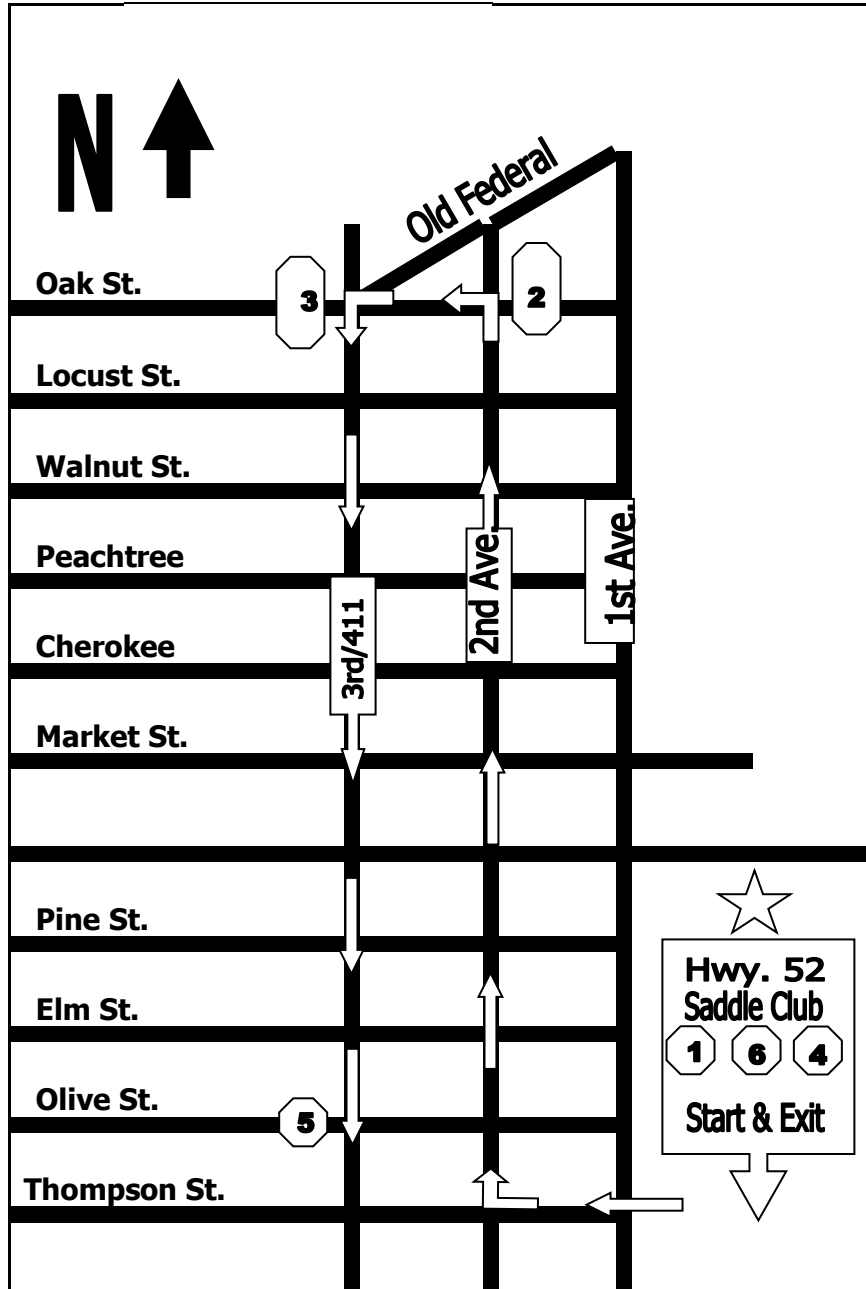 N
Old Federal
Oak St.
3
2
Locust St.
Walnut St.
Peachtree
2nd Ave.
1st Ave.
Cherokee
3rd/411
Market St.
Pine St.
Hwy. 52
Saddle Club
Elm St.
1 6 4
Olive St.
5
Start & Exit
Thompson St.